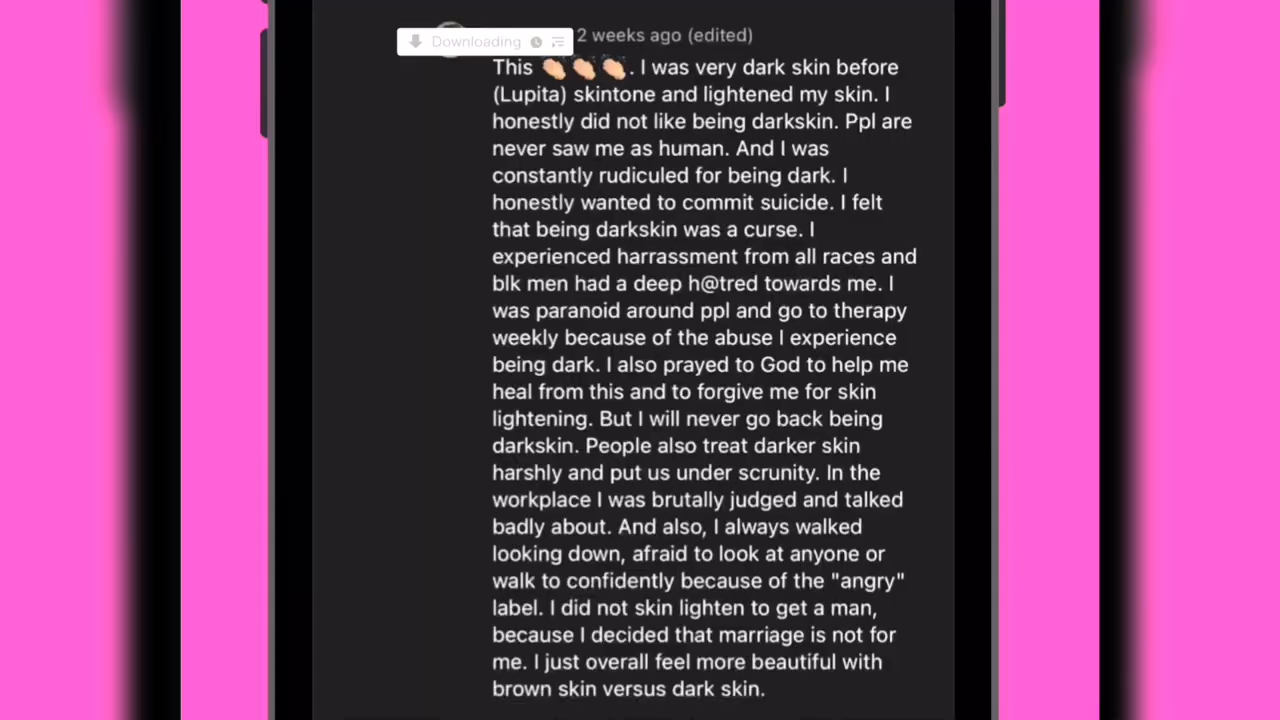 Downloading
2 weeks ago (edited)
This 👏🏻👏🏻👏🏻. I was very dark skin before
(Lupita) skintone and lightened my skin. I
honestly did not like being darkskin. Ppl are
never saw me as human. And I was
constantly rudiculed for being dark. I
honestly wanted to commit suicide. I felt
that being darkskin was a curse. I
experienced harrassment from all races and
blk men had a deep h@tred towards me. I
was paranoid around ppl and go to therapy
weekly because of the abuse I experience
being dark. I also prayed to God to help me
heal from this and to forgive me for skin
lightening. But I will never go back being
darkskin. People also treat darker skin
harshly and put us under scrunity. In the
workplace I was brutally judged and talked
badly about. And also, I always walked
looking down, afraid to look at anyone or
walk to confidently because of the "angry"
label. I did not skin lighten to get a man,
because I decided that marriage is not for
me. I just overall feel more beautiful with
brown skin versus dark skin.